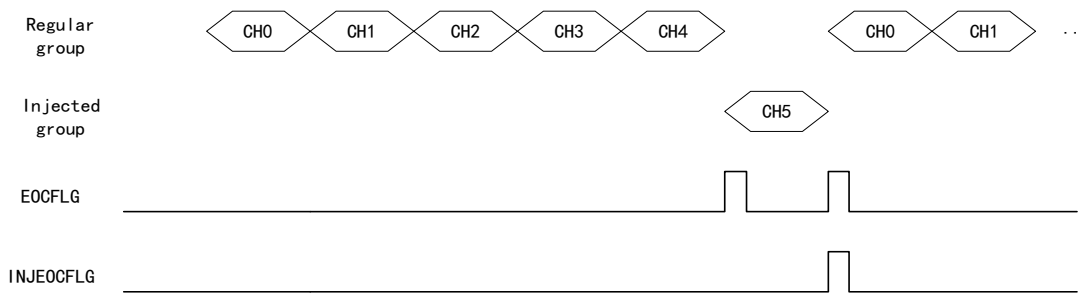 Regular
group
CH0 CH1 CH2 CH3 CH4 CH0 CH1 ..
Injected
group
CH5
EOCFLG
INJEOCFLG